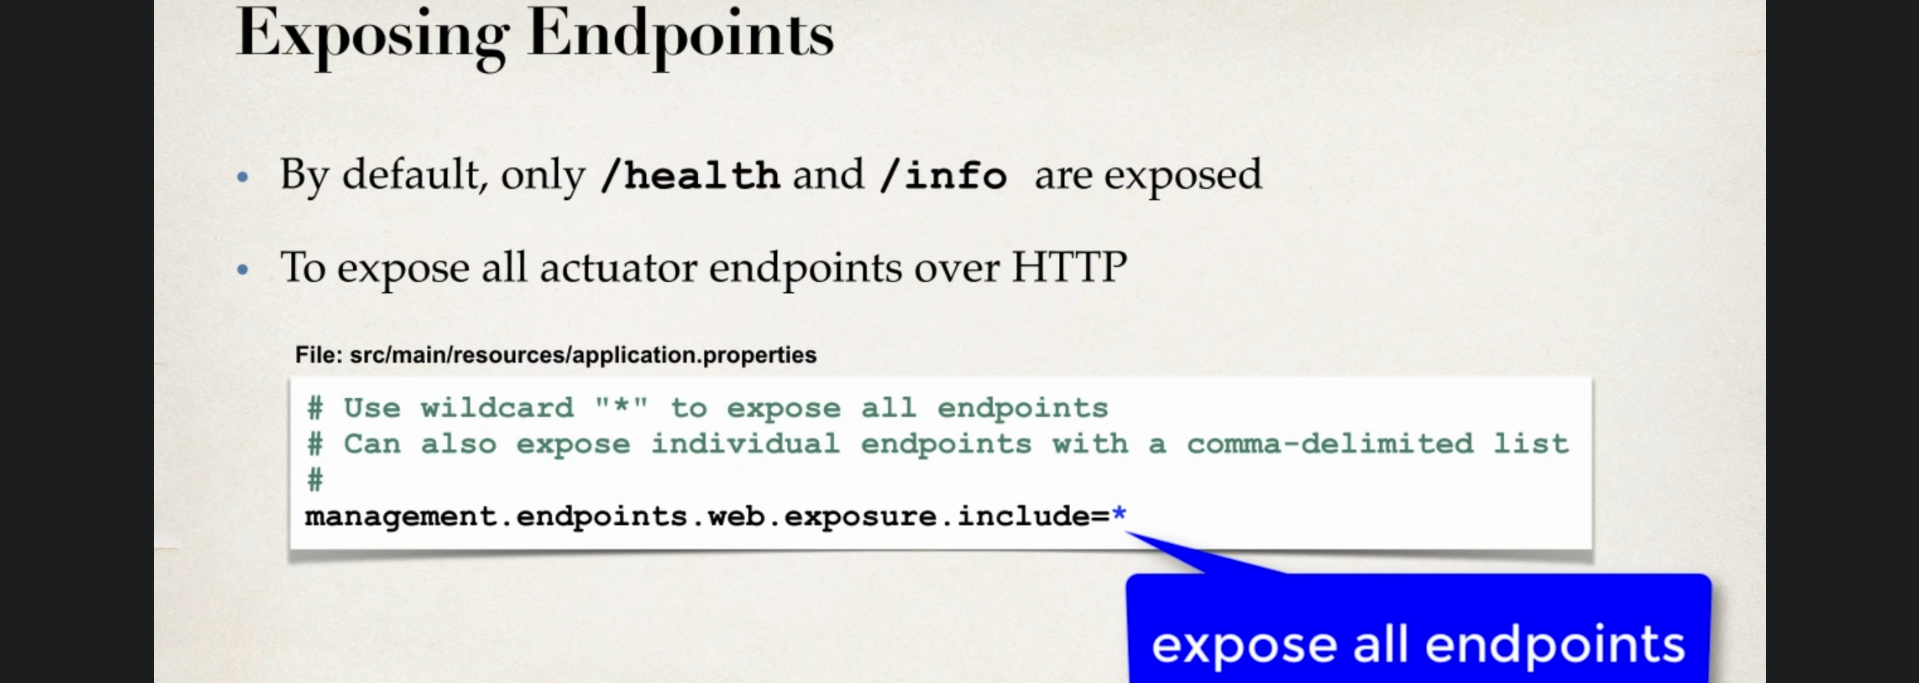 Exposing Endpoints
• By default, only /health and /info are exposed
• To expose all actuator endpoints over HTTP
File: src/main/resources/application.properties
# Use wildcard "*" to expose all endpoints
# Can also expose individual endpoints with a comma-delimited list
#
management.endpoints.web.exposure.include=*
expose all endpoints